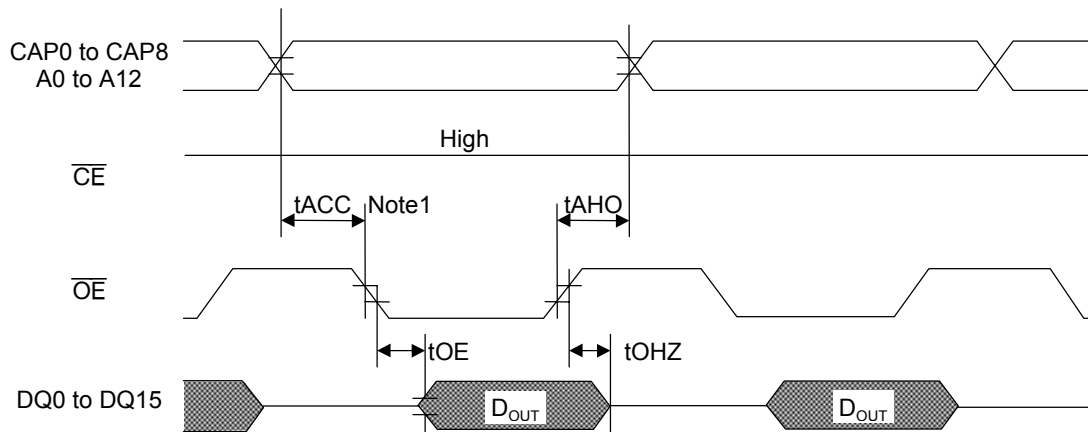 CAP0 to CAP8
A0 to A12
High
CE
tACC Note1
tAHO
OE
tOE
tOHZ
DQ0 to DQ15
DOUT
DOUT